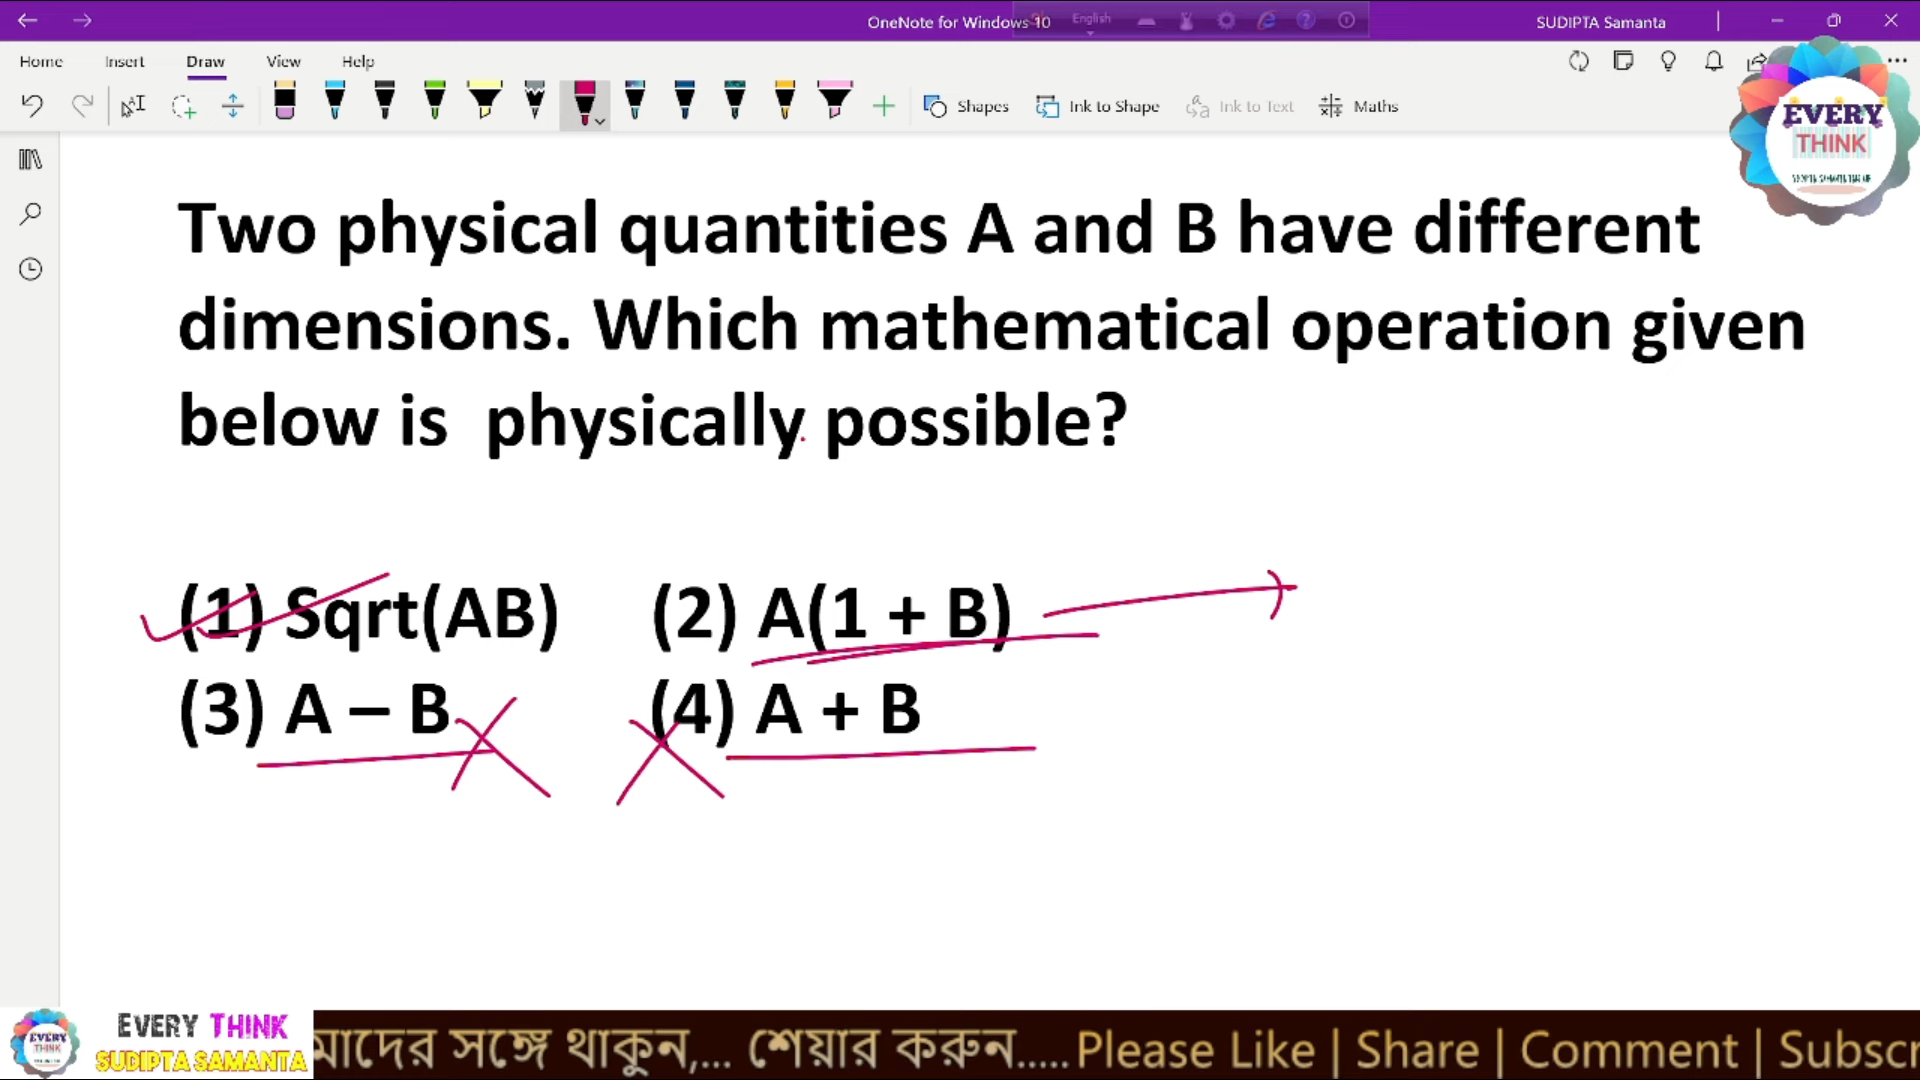 OneNote for Windows 10
English
SUDIPTA Samanta
Home Insert Draw View Help
Shapes Ink to Shape Ink to Text Maths
EVERY
THINK
Two physical quantities A and B have different
dimensions. Which mathematical operation given
below is physically possible?
(1) Sqrt(AB) (2) A(1 + B)
(3) A – B (4) A + B
EVERY THINK
SUDIPTA SAMANTA
মাদের সঙ্গে থাকুন,... শেয়ার করুন..... Please Like | Share | Comment | Subscr